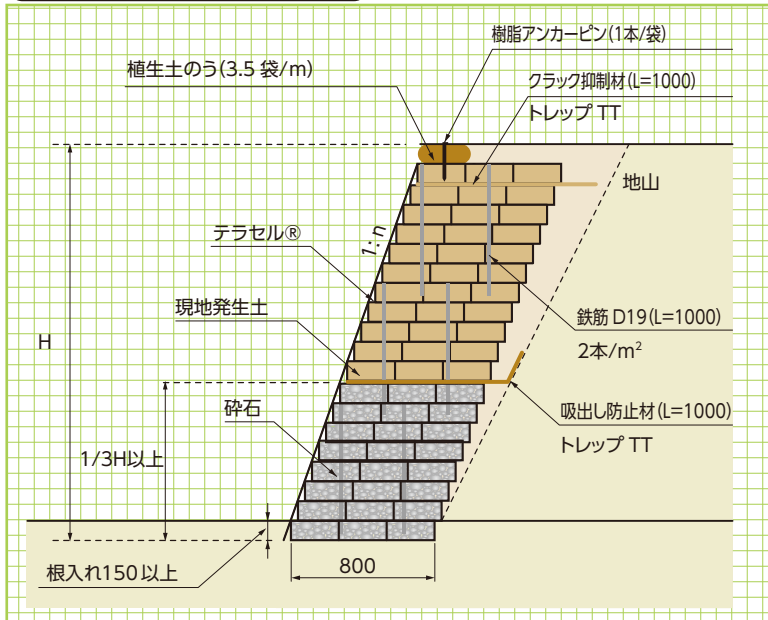 樹脂アンカーピン(1本/袋)
植生土のう(3.5 袋/m)
クラック抑制材(L=1000)
トレップ TT
地山
テラセル®
1: n
現地発生土
鉄筋 D19(L=1000)
2本/m²
H
吸出し防止材(L=1000)
トレップ TT
砕石
1/3H以上
根入れ150以上
800